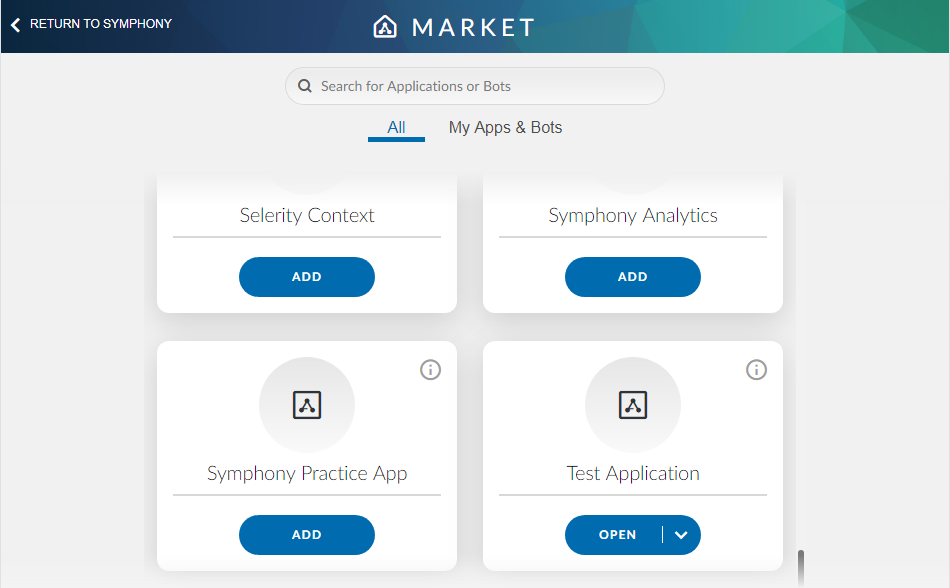 RETURN TO SYMPHONY
MARKET
Search for Applications or Bots
All
My Apps & Bots
Selerity Context
Symphony Analytics
ADD
ADD
Symphony Practice App
Test Application
ADD
OPEN